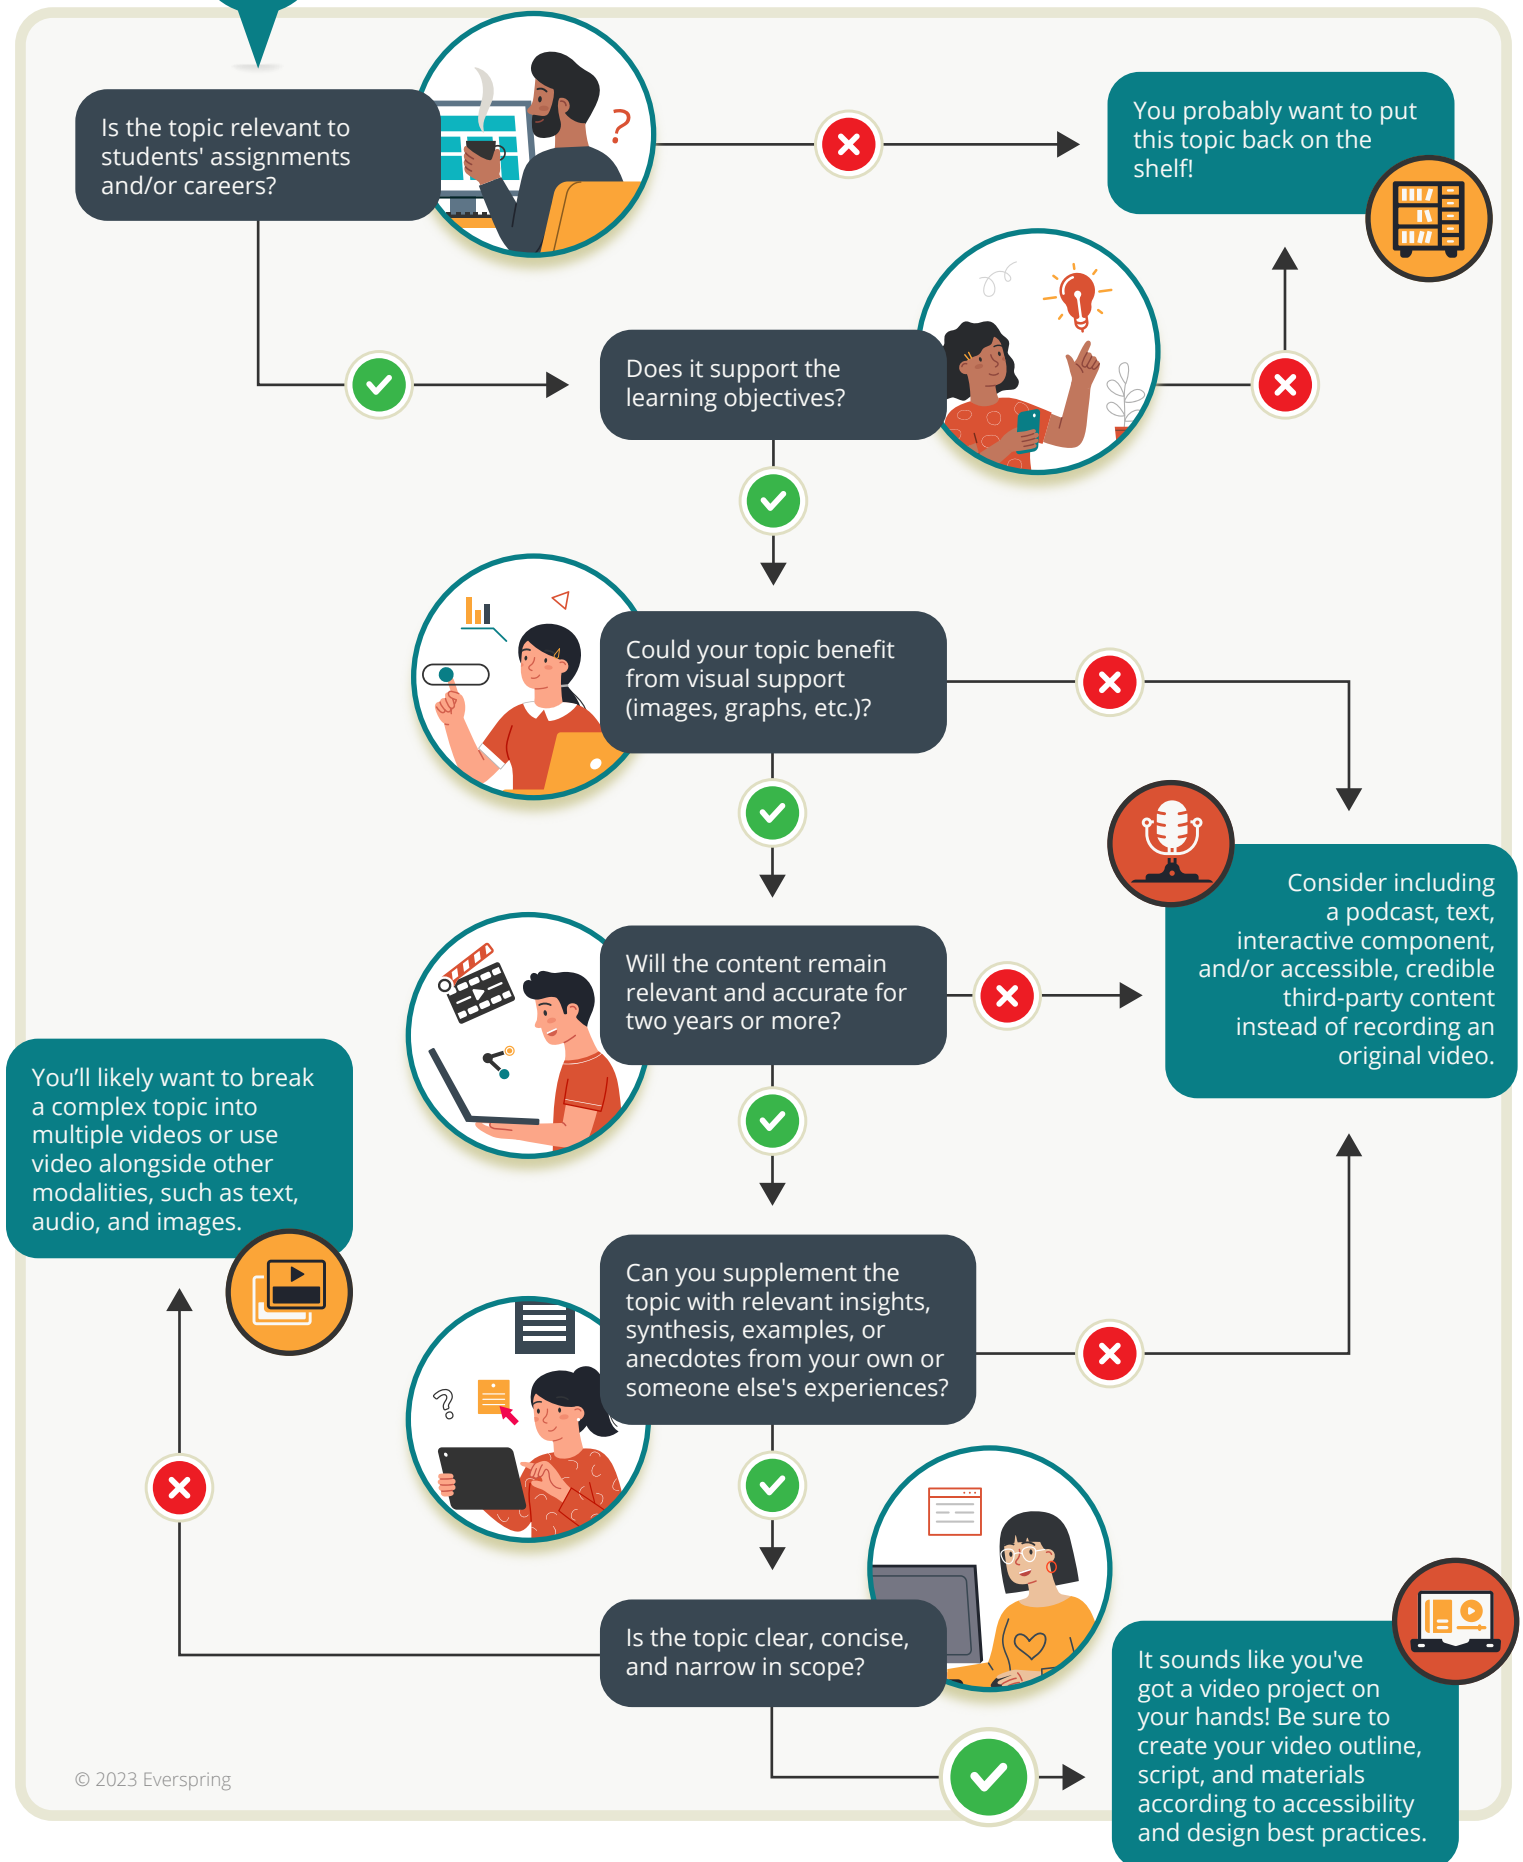 Is the topic relevant to
students' assignments
and/or careers?
You probably want to put
this topic back on the
shelf!
Does it support the
learning objectives?
Could your topic benefit
from visual support
(images, graphs, etc.)?
Will the content remain
relevant and accurate for
two years or more?
Consider including
a podcast, text,
interactive component,
and/or accessible, credible
third-party content
instead of recording an
original video.
You’ll likely want to break
a complex topic into
multiple videos or use
video alongside other
modalities, such as text,
audio, and images.
Can you supplement the
topic with relevant insights,
synthesis, examples, or
anecdotes from your own or
someone else's experiences?
Is the topic clear, concise,
and narrow in scope?
It sounds like you've
got a video project on
your hands! Be sure to
create your video outline,
script, and materials
according to accessibility
and design best practices.
© 2023 Everspring